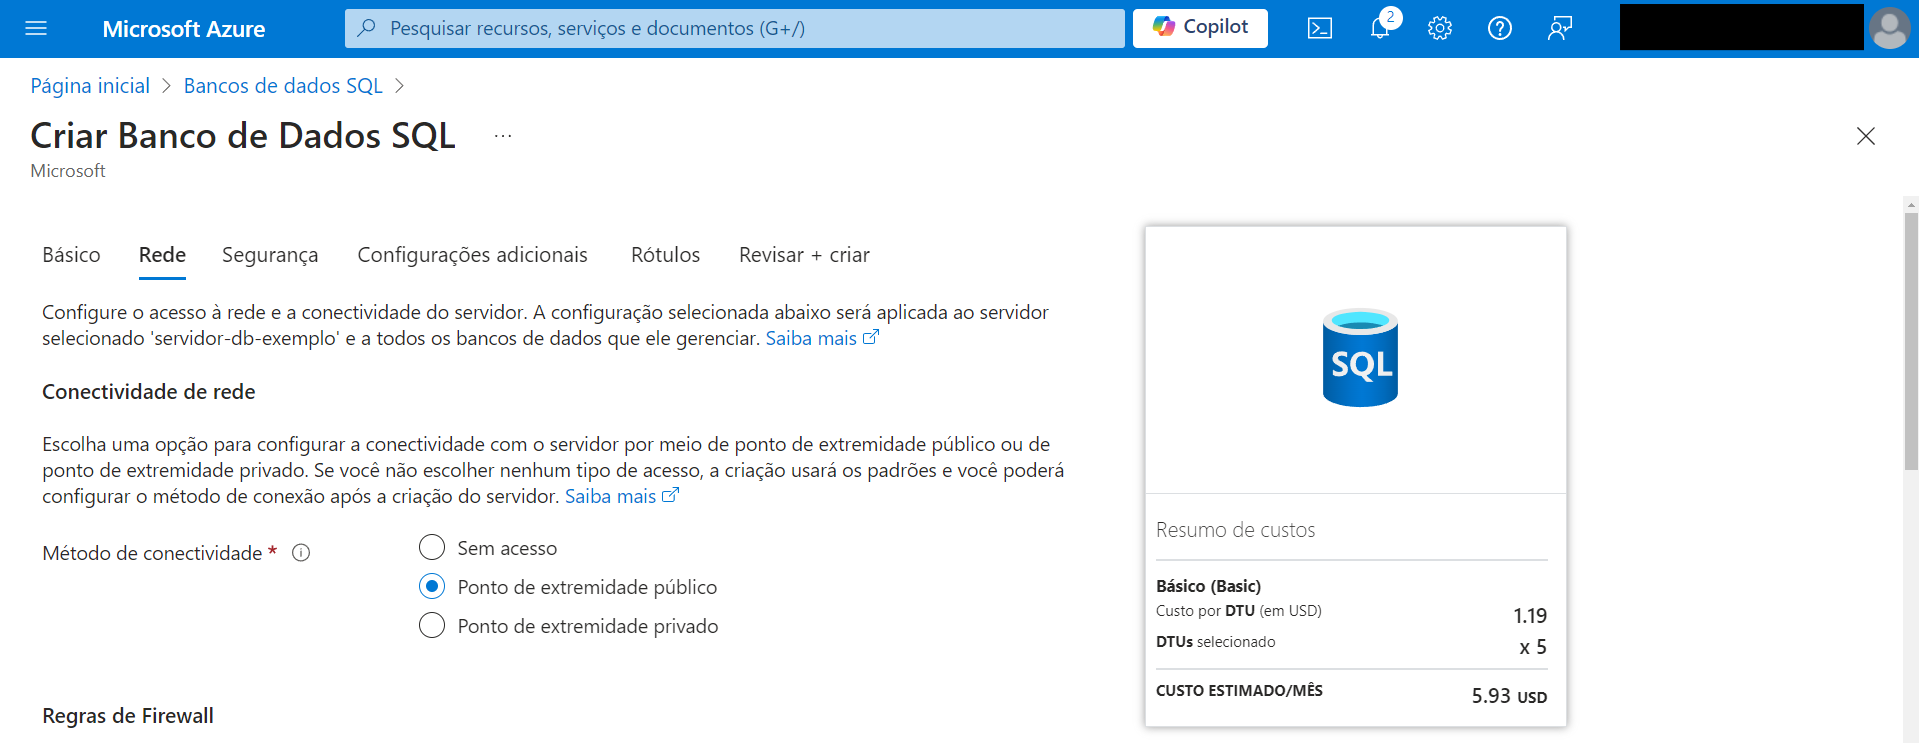 Microsoft Azure
Pesquisar recursos, serviços e documentos (G+/)
Copilot
2
Página inicial > Bancos de dados SQL >
Criar Banco de Dados SQL ...
Microsoft
Básico Rede Segurança Configurações adicionais Rótulos Revisar + criar
Configure o acesso à rede e a conectividade do servidor. A configuração selecionada abaixo será aplicada ao servidor
selecionado 'servidor-db-exemplo' e a todos os bancos de dados que ele gerenciar. Saiba mais
Conectividade de rede
Escolha uma opção para configurar a conectividade com o servidor por meio de ponto de extremidade público ou de
ponto de extremidade privado. Se você não escolher nenhum tipo de acesso, a criação usará os padrões e você poderá
configurar o método de conexão após a criação do servidor. Saiba mais
Método de conectividade *
Sem acesso
Ponto de extremidade público
Ponto de extremidade privado
Regras de Firewall
SQL
Resumo de custos
Básico (Basic)
Custo por DTU (em USD) 1.19
DTUs selecionado x 5
CUSTO ESTIMADO/MÊS 5.93 USD